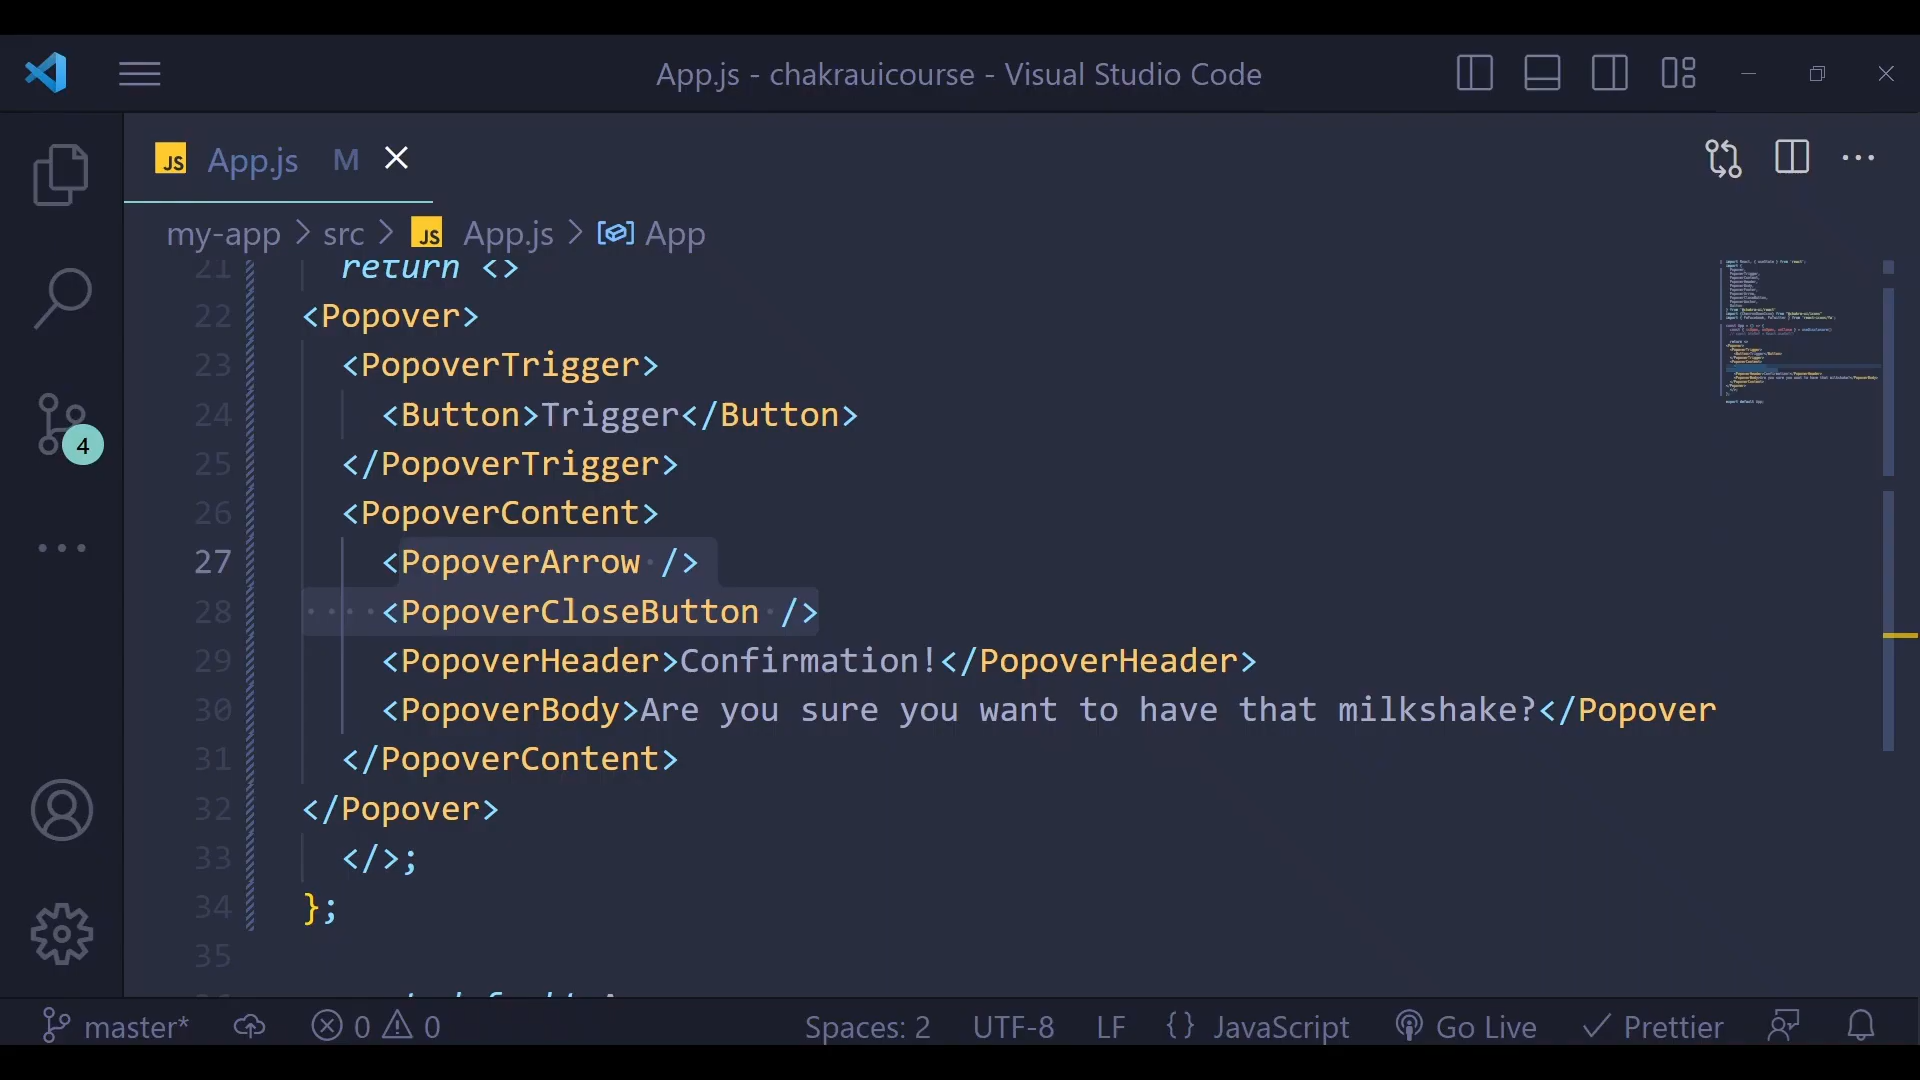 App.js - chakrauicourse - Visual Studio Code
JS App.js M
my-app > src > JS App.js > App
21 return <>
22 <Popover>
23 <PopoverTrigger>
24 <Button>Trigger</Button>
25 </PopoverTrigger>
26 <PopoverContent>
27 <PopoverArrow />
28 <PopoverCloseButton />
29 <PopoverHeader>Confirmation!</PopoverHeader>
30 <PopoverBody>Are you sure you want to have that milkshake?</Popover
31 </PopoverContent>
32 </Popover>
33 </>;
34 };
35
4
master* 0 0 Spaces: 2 UTF-8 LF {} JavaScript Go Live Prettier